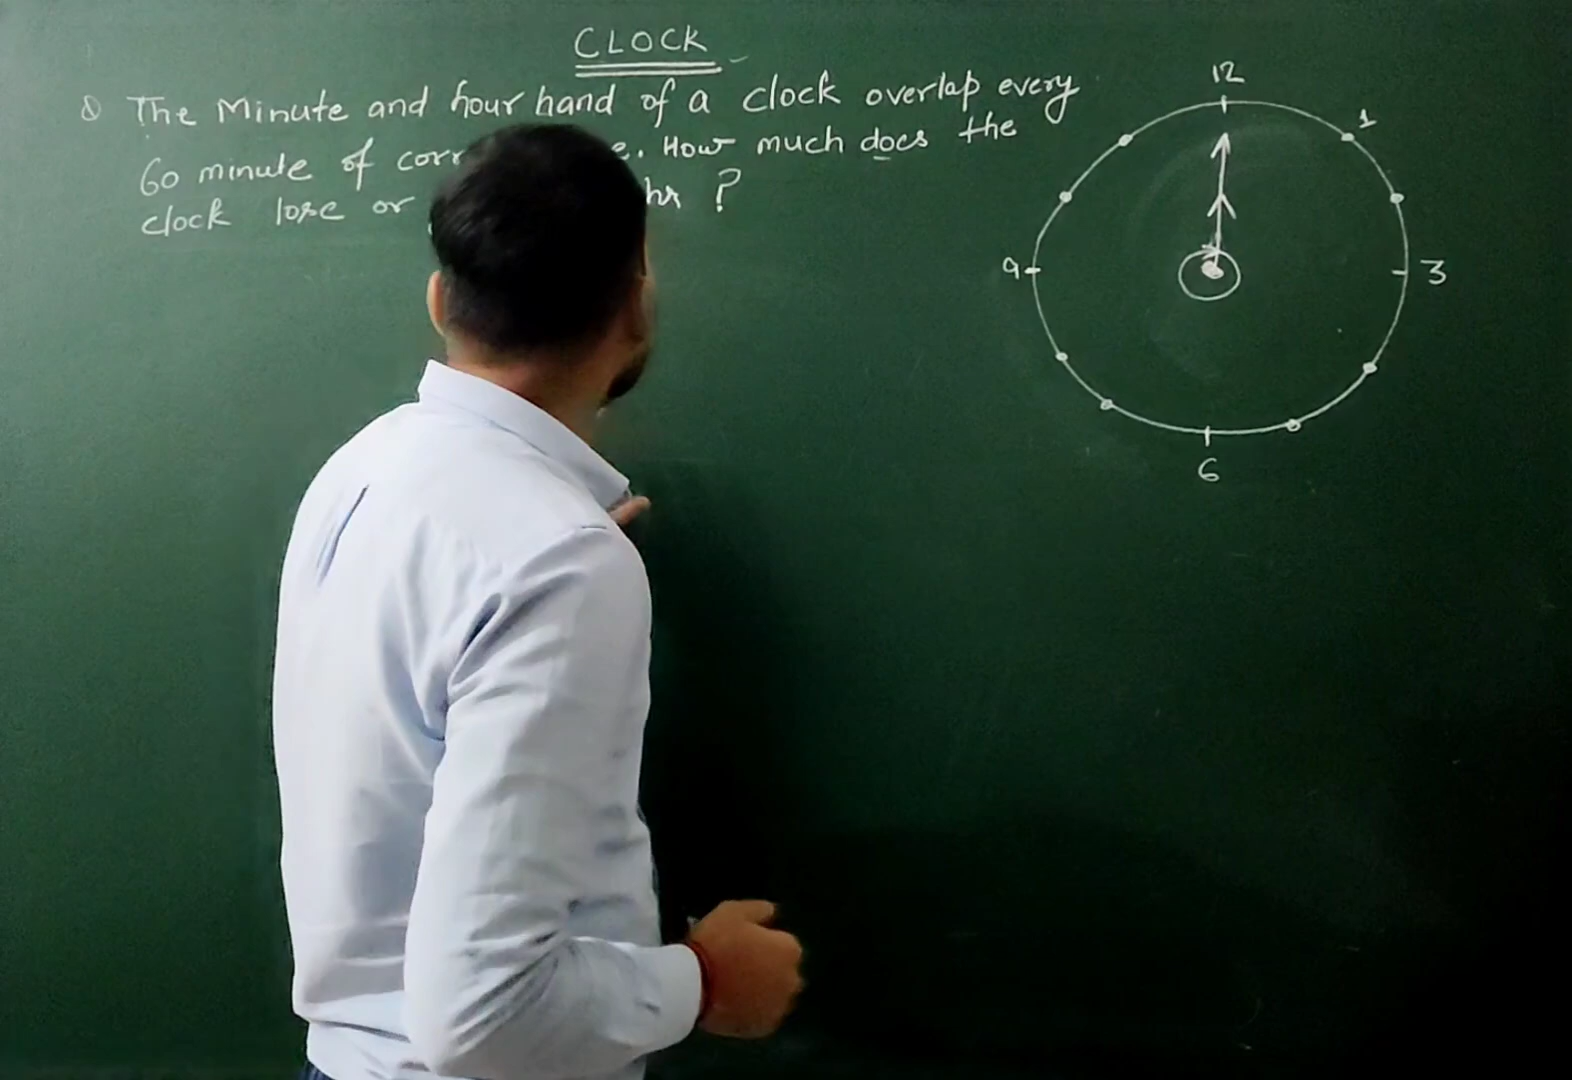 CLOCK
Q The Minute and hour hand of a clock overlap every
60 minute of How much does the
clock lose or hr ?
12
1
9
3
6